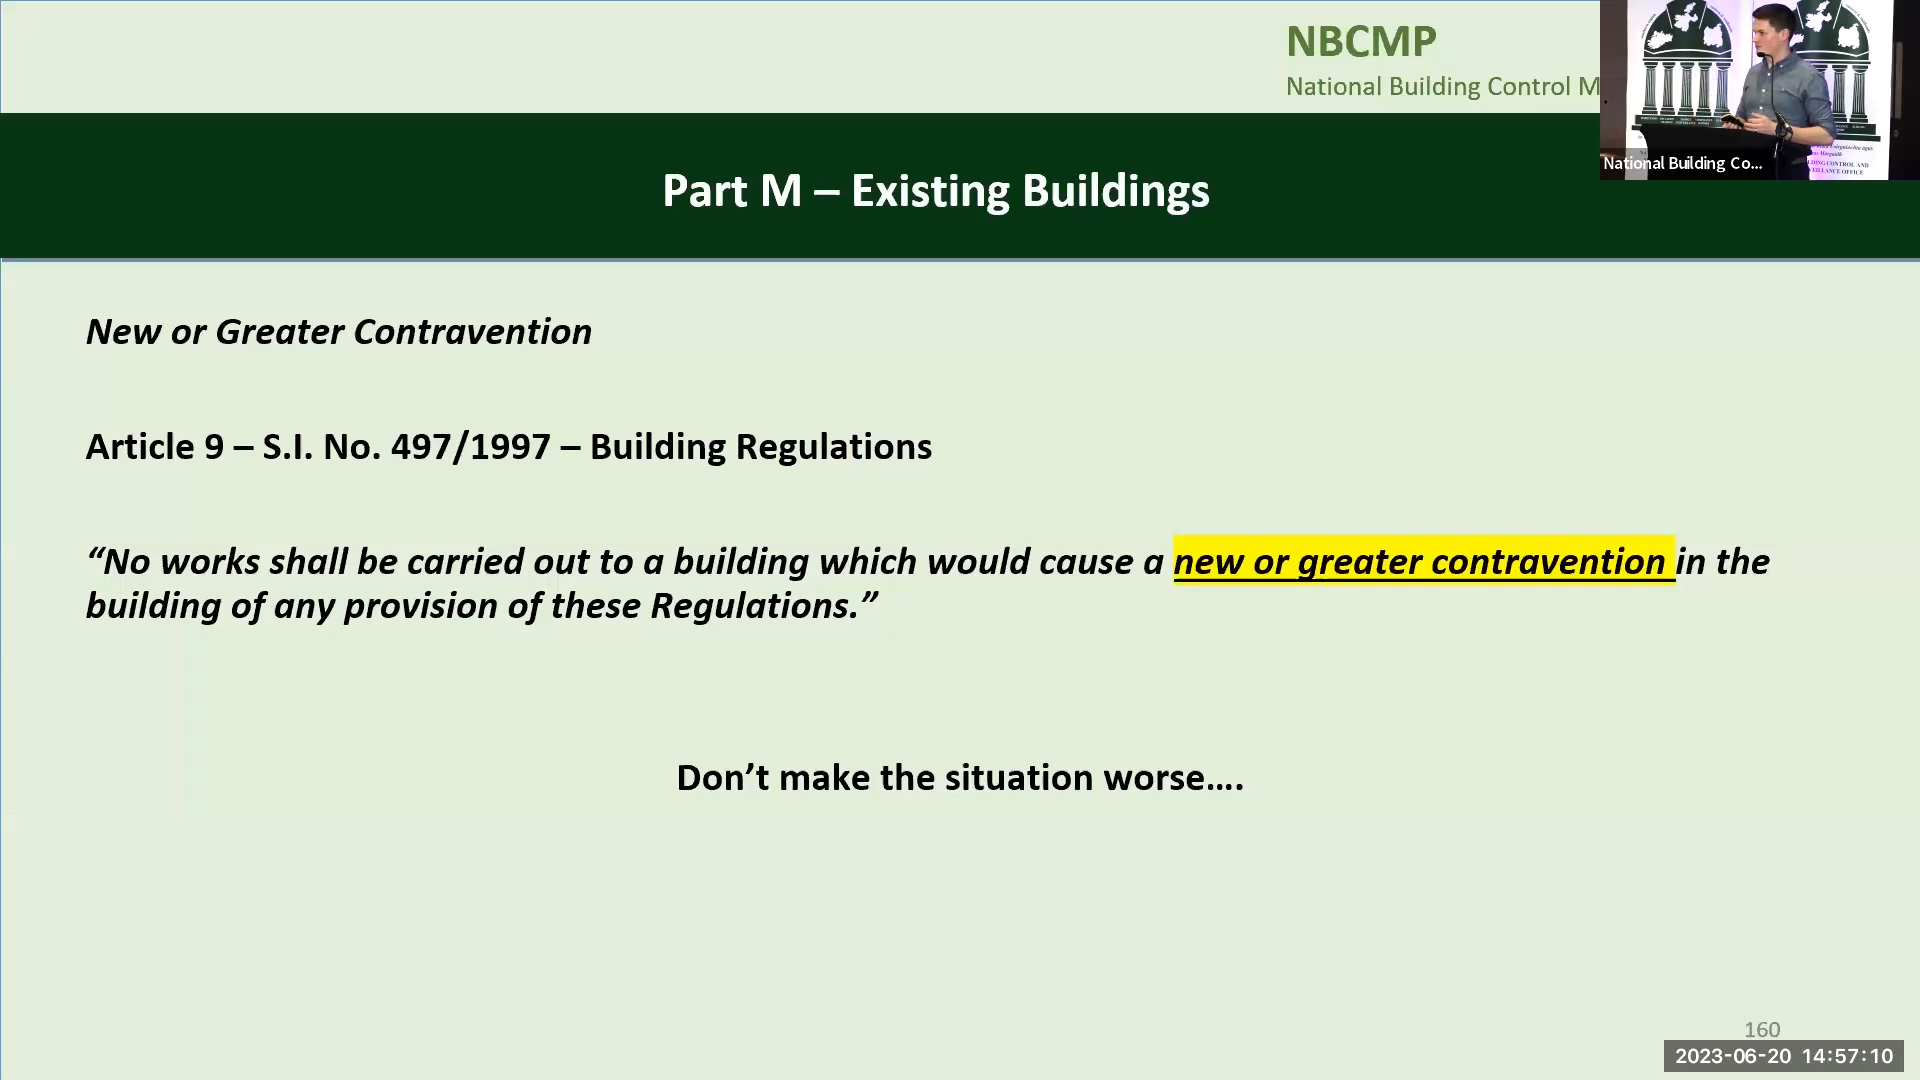 NBCMP
National Building Control M
National Building Co...
Part M – Existing Buildings
New or Greater Contravention
Article 9 – S.I. No. 497/1997 – Building Regulations
“No works shall be carried out to a building which would cause a new or greater contravention in the
building of any provision of these Regulations.”
Don’t make the situation worse….
160
2023-06-20 14:57:10